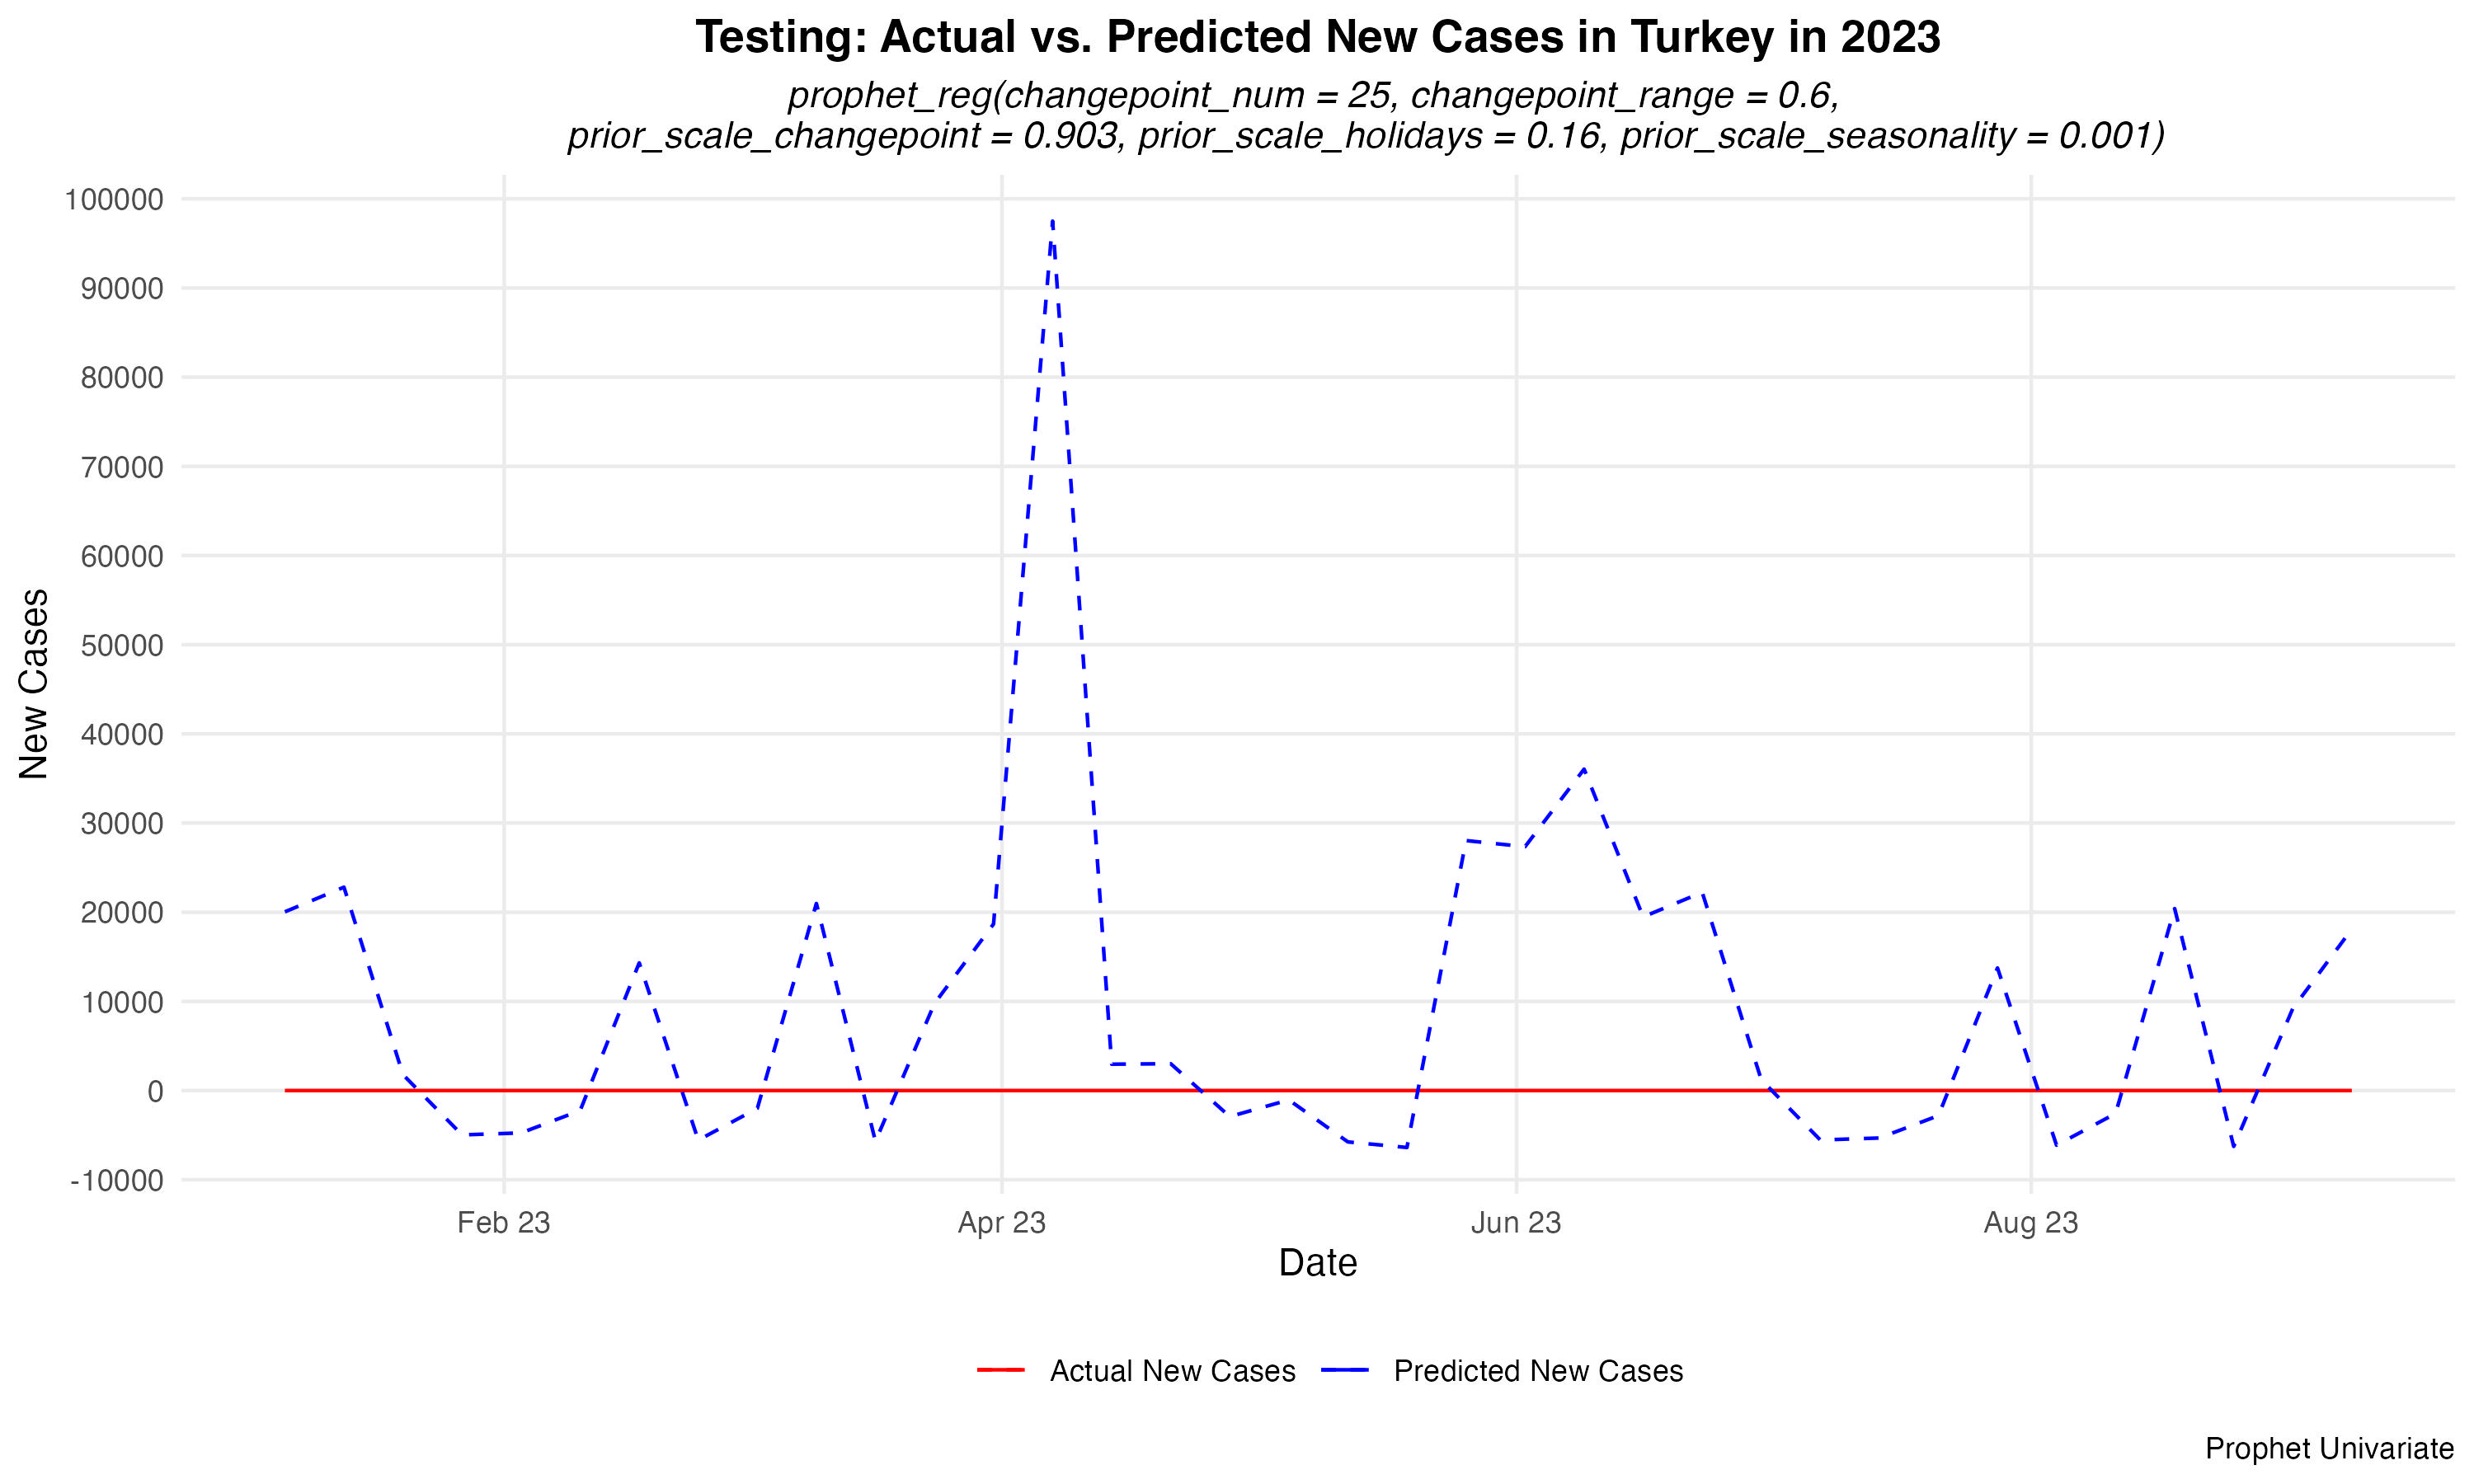 Testing: Actual vs. Predicted New Cases in Turkey in 2023
prophet_reg(changepoint_num = 25, changepoint_range = 0.6,
prior_scale_changepoint = 0.903, prior_scale_holidays = 0.16, prior_scale_seasonality = 0.001)
New Cases
100000
90000
80000
70000
60000
50000
40000
30000
20000
10000
0
-10000
Feb 23 Apr 23 Jun 23 Aug 23
Date
Actual New Cases Predicted New Cases
Prophet Univariate